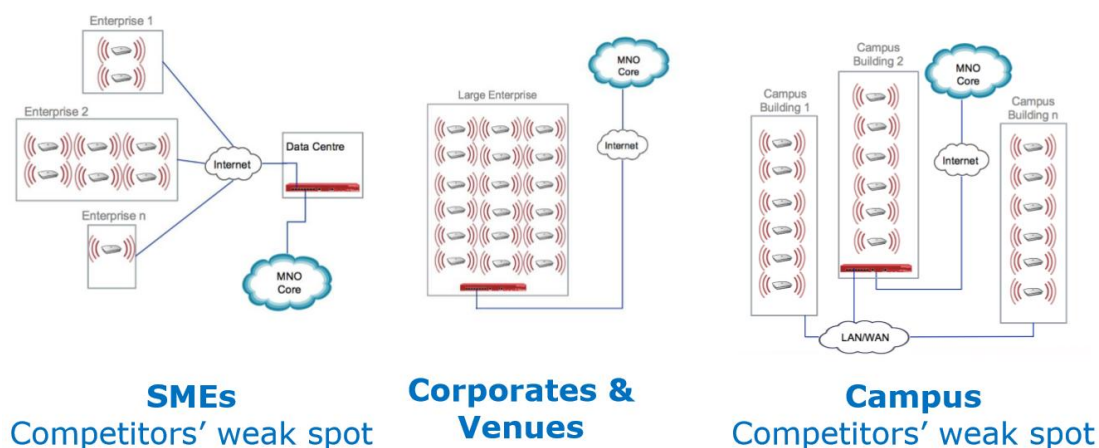 Enterprise 1
Enterprise 2
Enterprise n
Internet
Data Centre
MNO
Core
SMEs
Competitors’ weak spot
Large Enterprise
MNO
Core
Internet
Corporates &
Venues
Campus
Building 1
Campus
Building 2
MNO
Core
Internet
Campus
Building n
LAN/WAN
Campus
Competitors’ weak spot